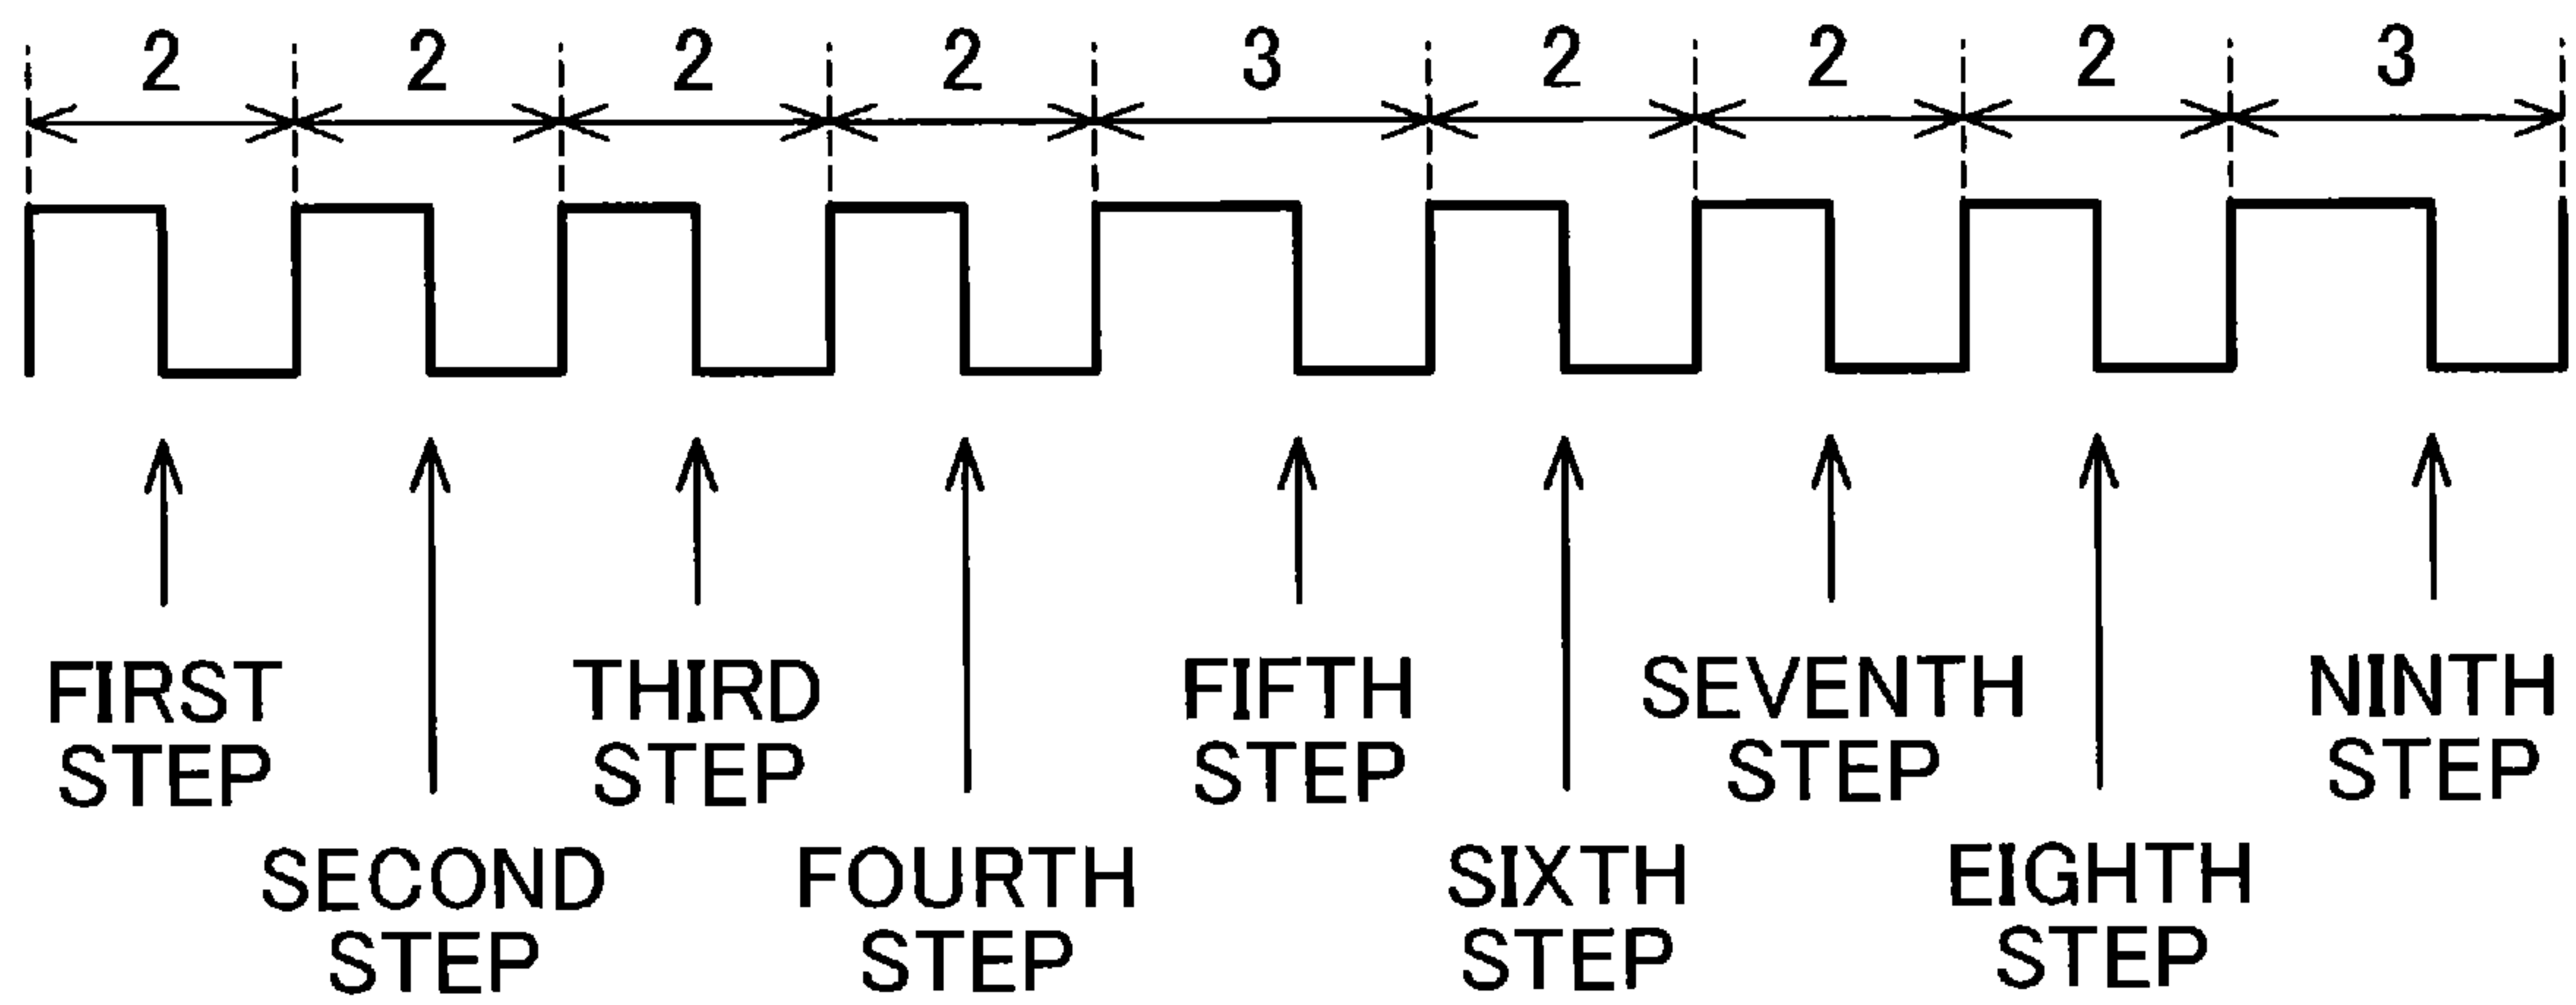 2 2 2 2 3 2 2 2 3
FIRST
STEP
SECOND
STEP
THIRD
STEP
FOURTH
STEP
FIFTH
STEP
SIXTH
STEP
SEVENTH
STEP
EIGHTH
STEP
NINTH
STEP